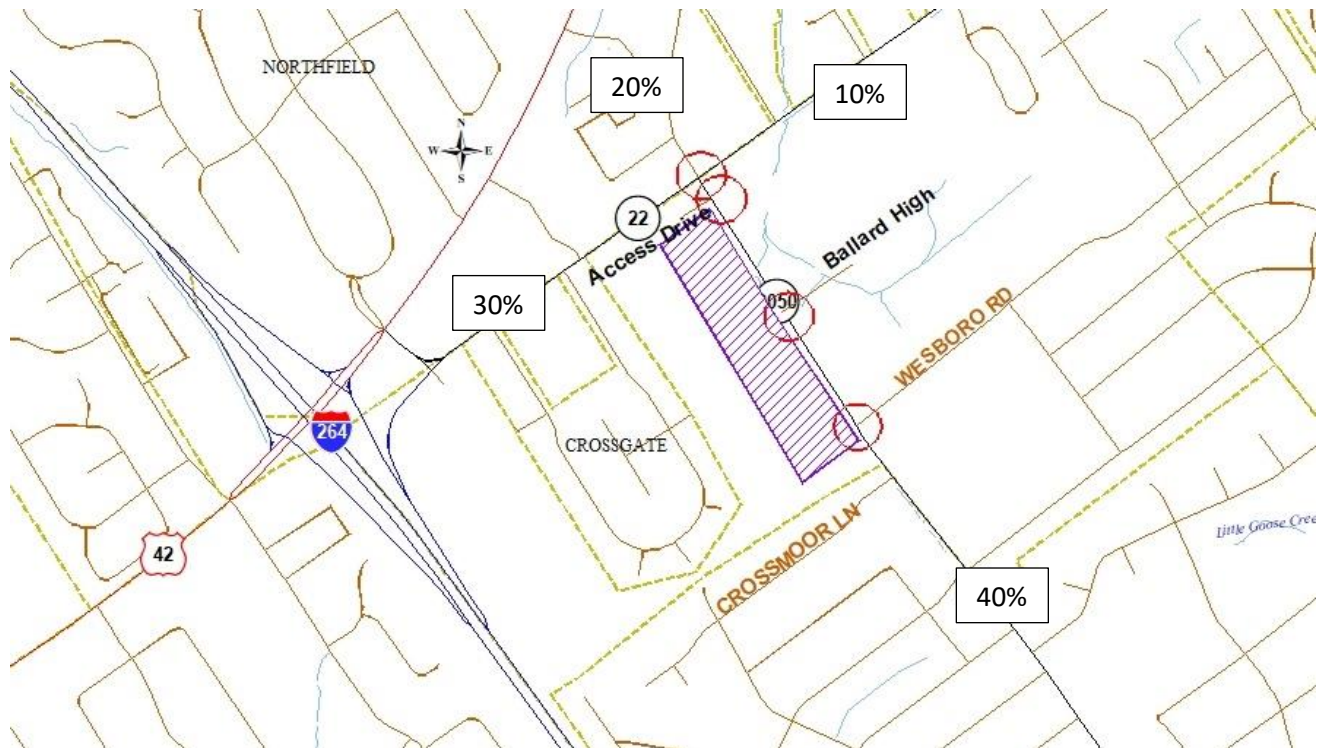 NORTHFIELD
20%
10%
N
W E
S
22
Access Drive
Ballard High
30%
050
WESBORO RD
264
CROSSGATE
42
CROSSMOOR LN
Little Goose Cree
40%